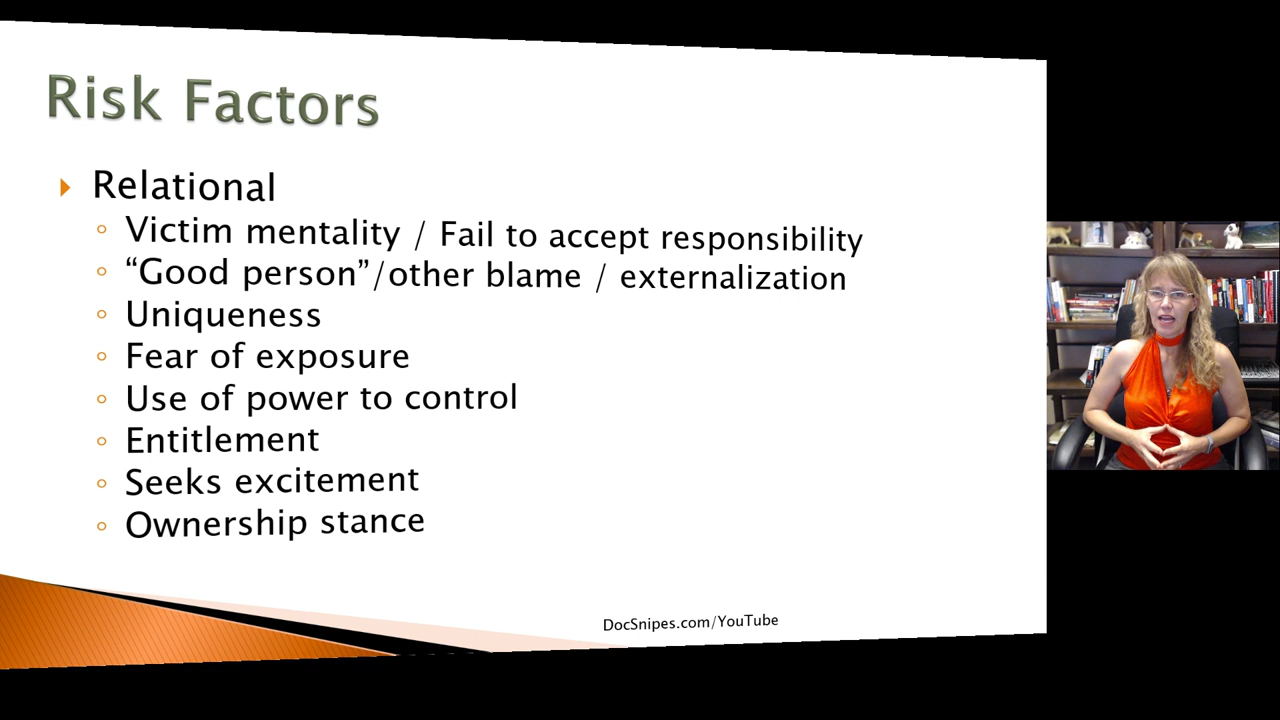 Risk Factors
Relational
Victim mentality / Fail to accept responsibility
“Good person”/other blame / externalization
Uniqueness
Fear of exposure
Use of power to control
Entitlement
Seeks excitement
Ownership stance
DocSnipes.com/YouTube